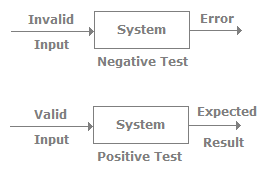 Invalid
Input
System
Error
Negative Test
Valid
Input
System
Expected
Result
Positive Test